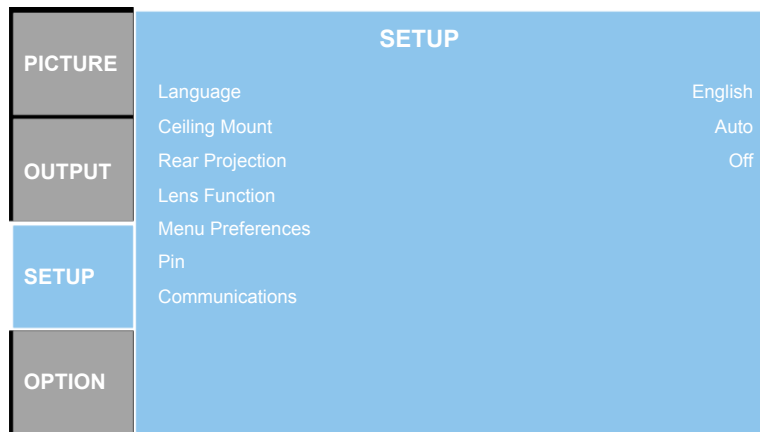 PICTURE
OUTPUT
SETUP
OPTION
SETUP
Language English
Ceiling Mount Auto
Rear Projection Off
Lens Function
Menu Preferences
Pin
Communications